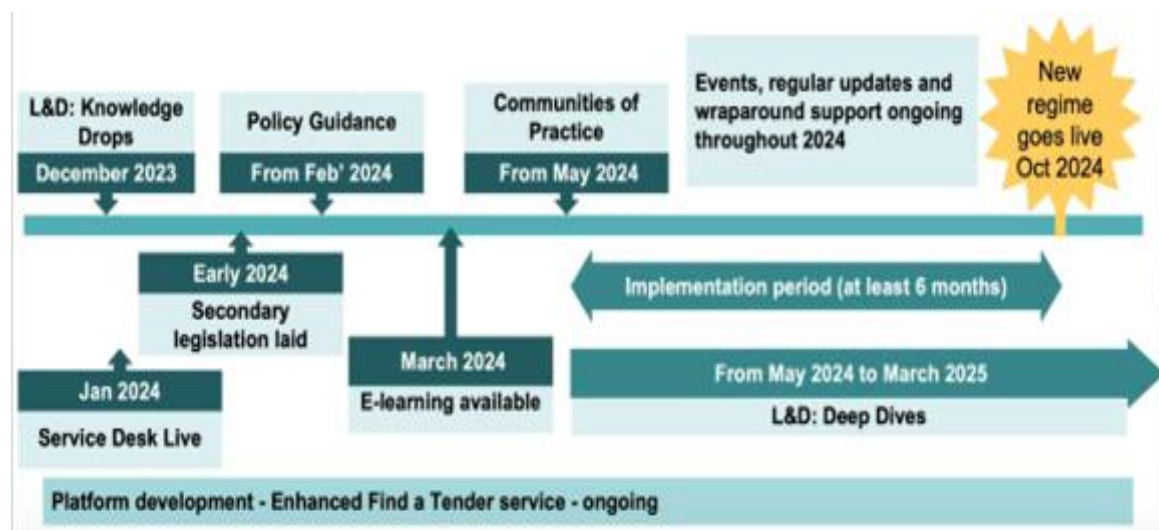 L&D: Knowledge
Drops
December 2023
Policy Guidance
From Feb' 2024
Communities of
Practice
From May 2024
Events, regular updates and
wraparound support ongoing
throughout 2024
New
regime
goes live
Oct 2024
Early 2024
Secondary
legislation laid
Jan 2024
Service Desk Live
March 2024
E-learning available
Implementation period (at least 6 months)
From May 2024 to March 2025
L&D: Deep Dives
Platform development - Enhanced Find a Tender service - ongoing